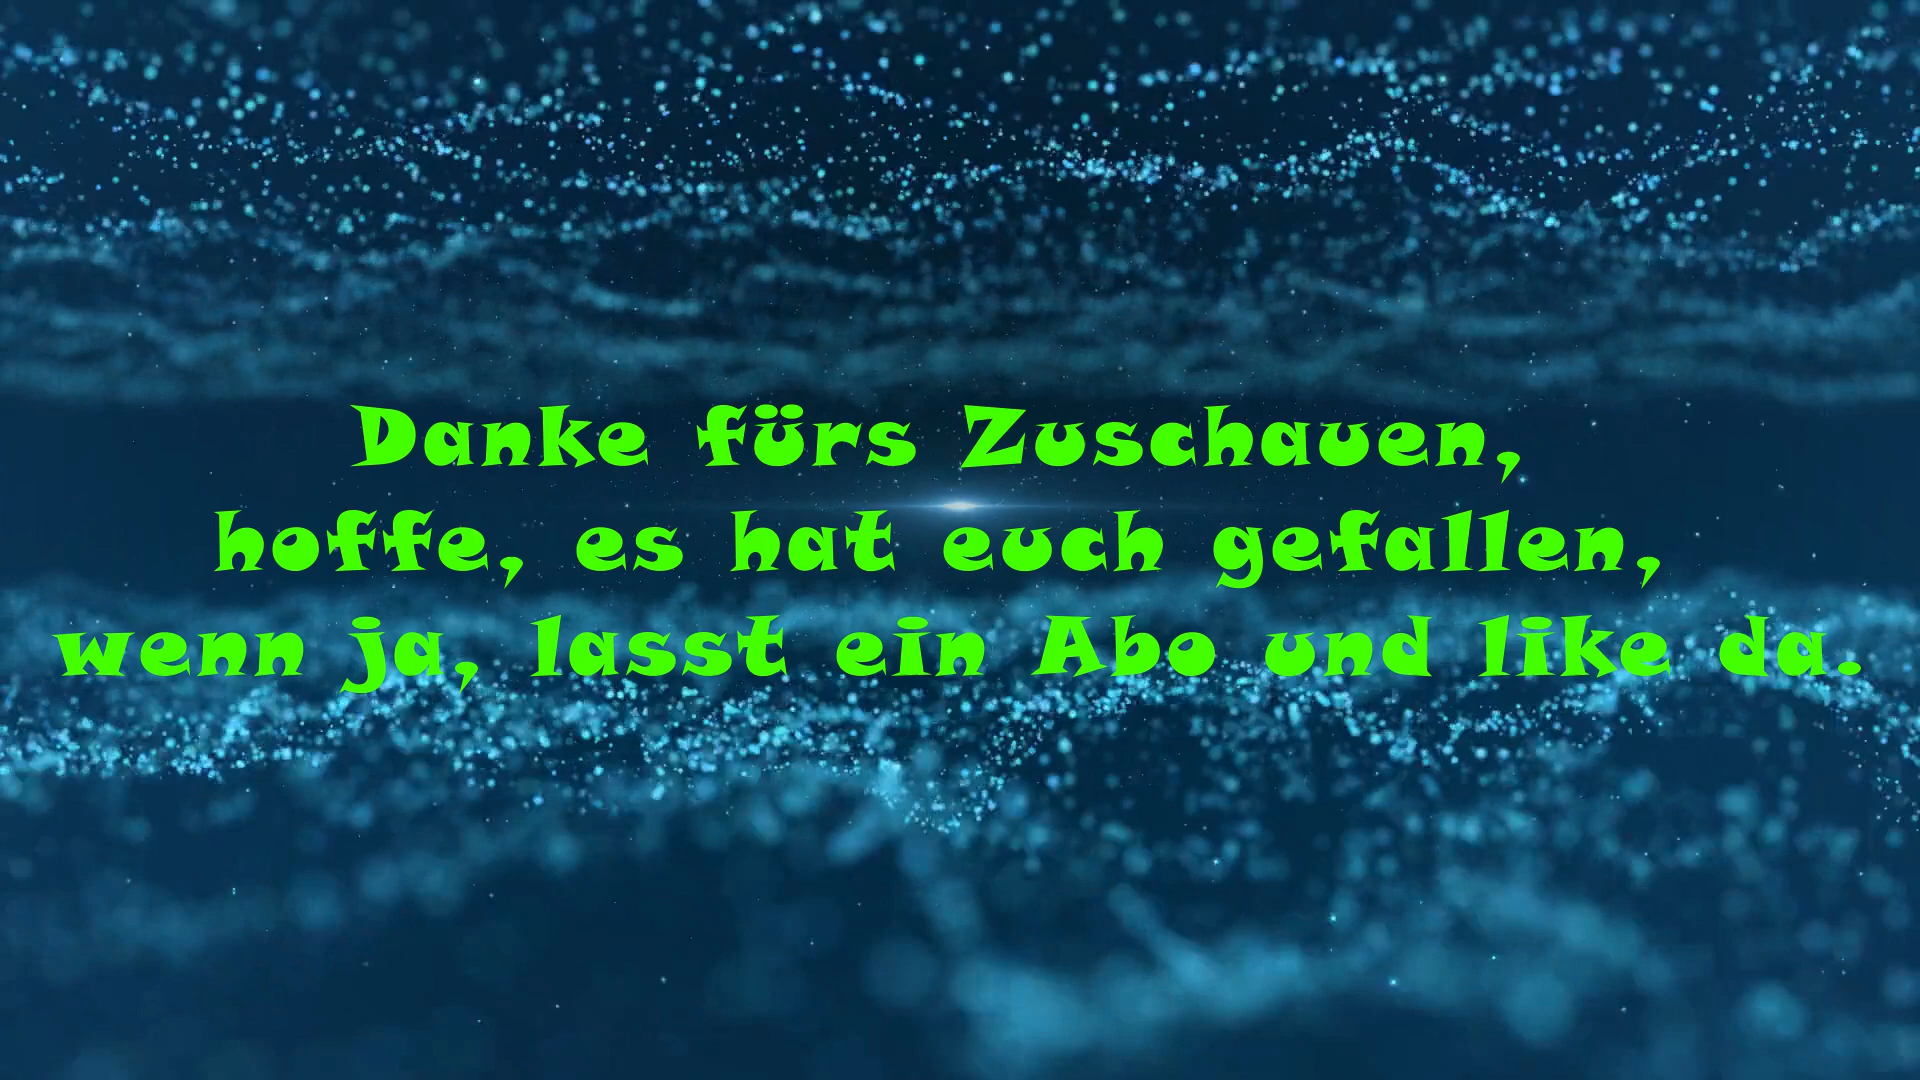 Danke fürs Zuschauen,
hoffe, es hat euch gefallen,
wenn ja, lasst ein Abo und like da.